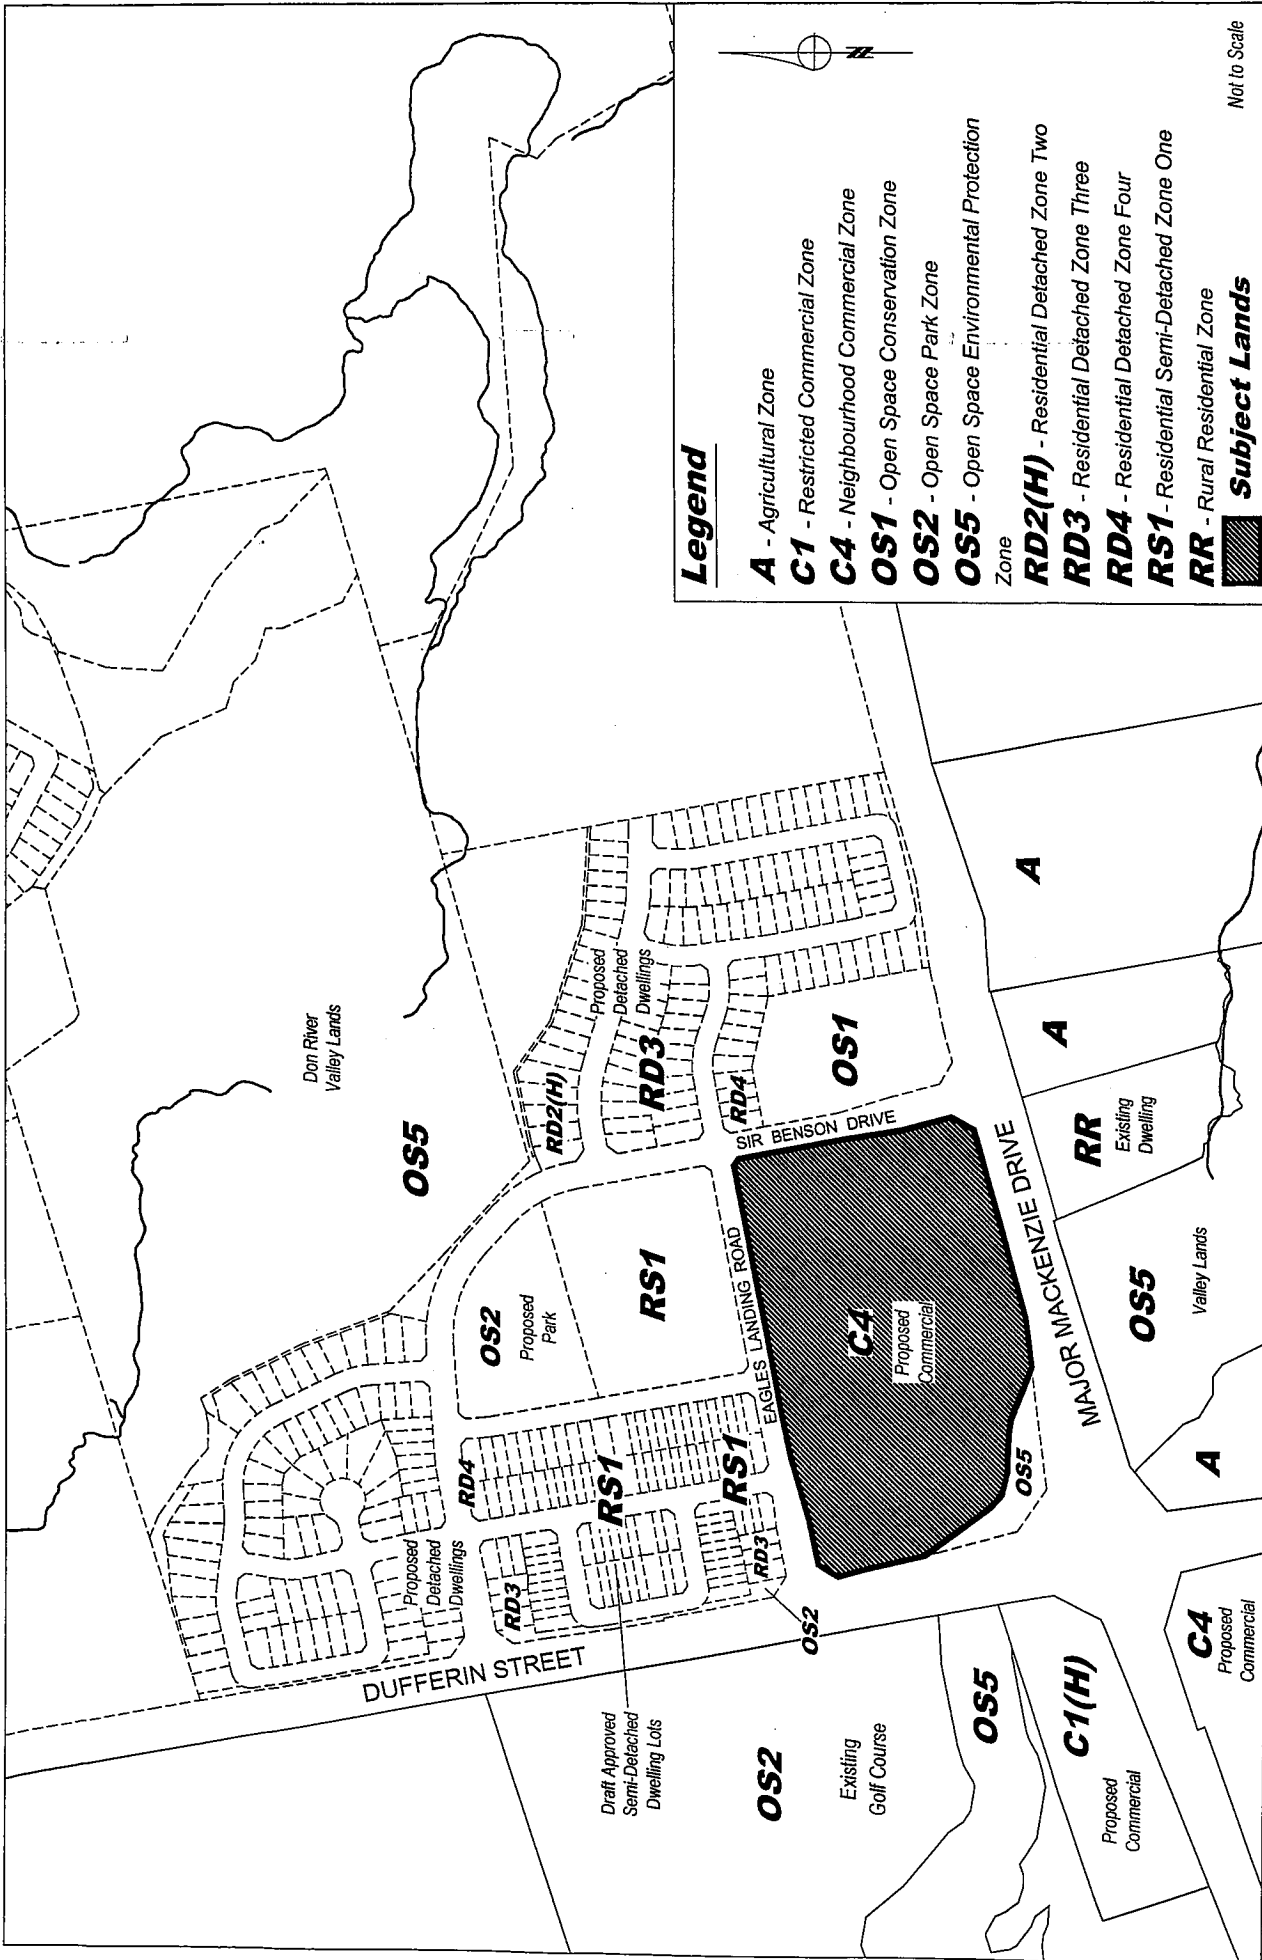 Don River
Valley Lands
OS5
RD2(H)
Proposed
Detached
Dwellings
RD3
RD4
OS1
SIR BENSON DRIVE
OS2
Proposed
Park
RS1
EAGLES LANDING ROAD
C4
Proposed
Commercial
OS5
MAJOR MACKENZIE DRIVE
Proposed
Detached
Dwellings
RD4
RD3
RS1
RS1
RD3
OS2
DUFFERIN STREET
Draft Approved
Semi-Detached
Dwelling Lots
OS2
Existing
Golf Course
OS5
C1(H)
Proposed
Commercial
C4
Proposed
Commercial
A
OS5
Valley Lands
RR
Existing
Dwelling
A
A
Legend
A - Agricultural Zone
C1 - Restricted Commercial Zone
C4 - Neighbourhood Commercial Zone
OS1 - Open Space Conservation Zone
OS2 - Open Space Park Zone
OS5 - Open Space Environmental Protection
Zone
RD2(H) - Residential Detached Zone Two
RD3 - Residential Detached Zone Three
RD4 - Residential Detached Zone Four
RS1 - Residential Semi-Detached Zone One
RR - Rural Residential Zone
Subject Lands
N
Not to Scale